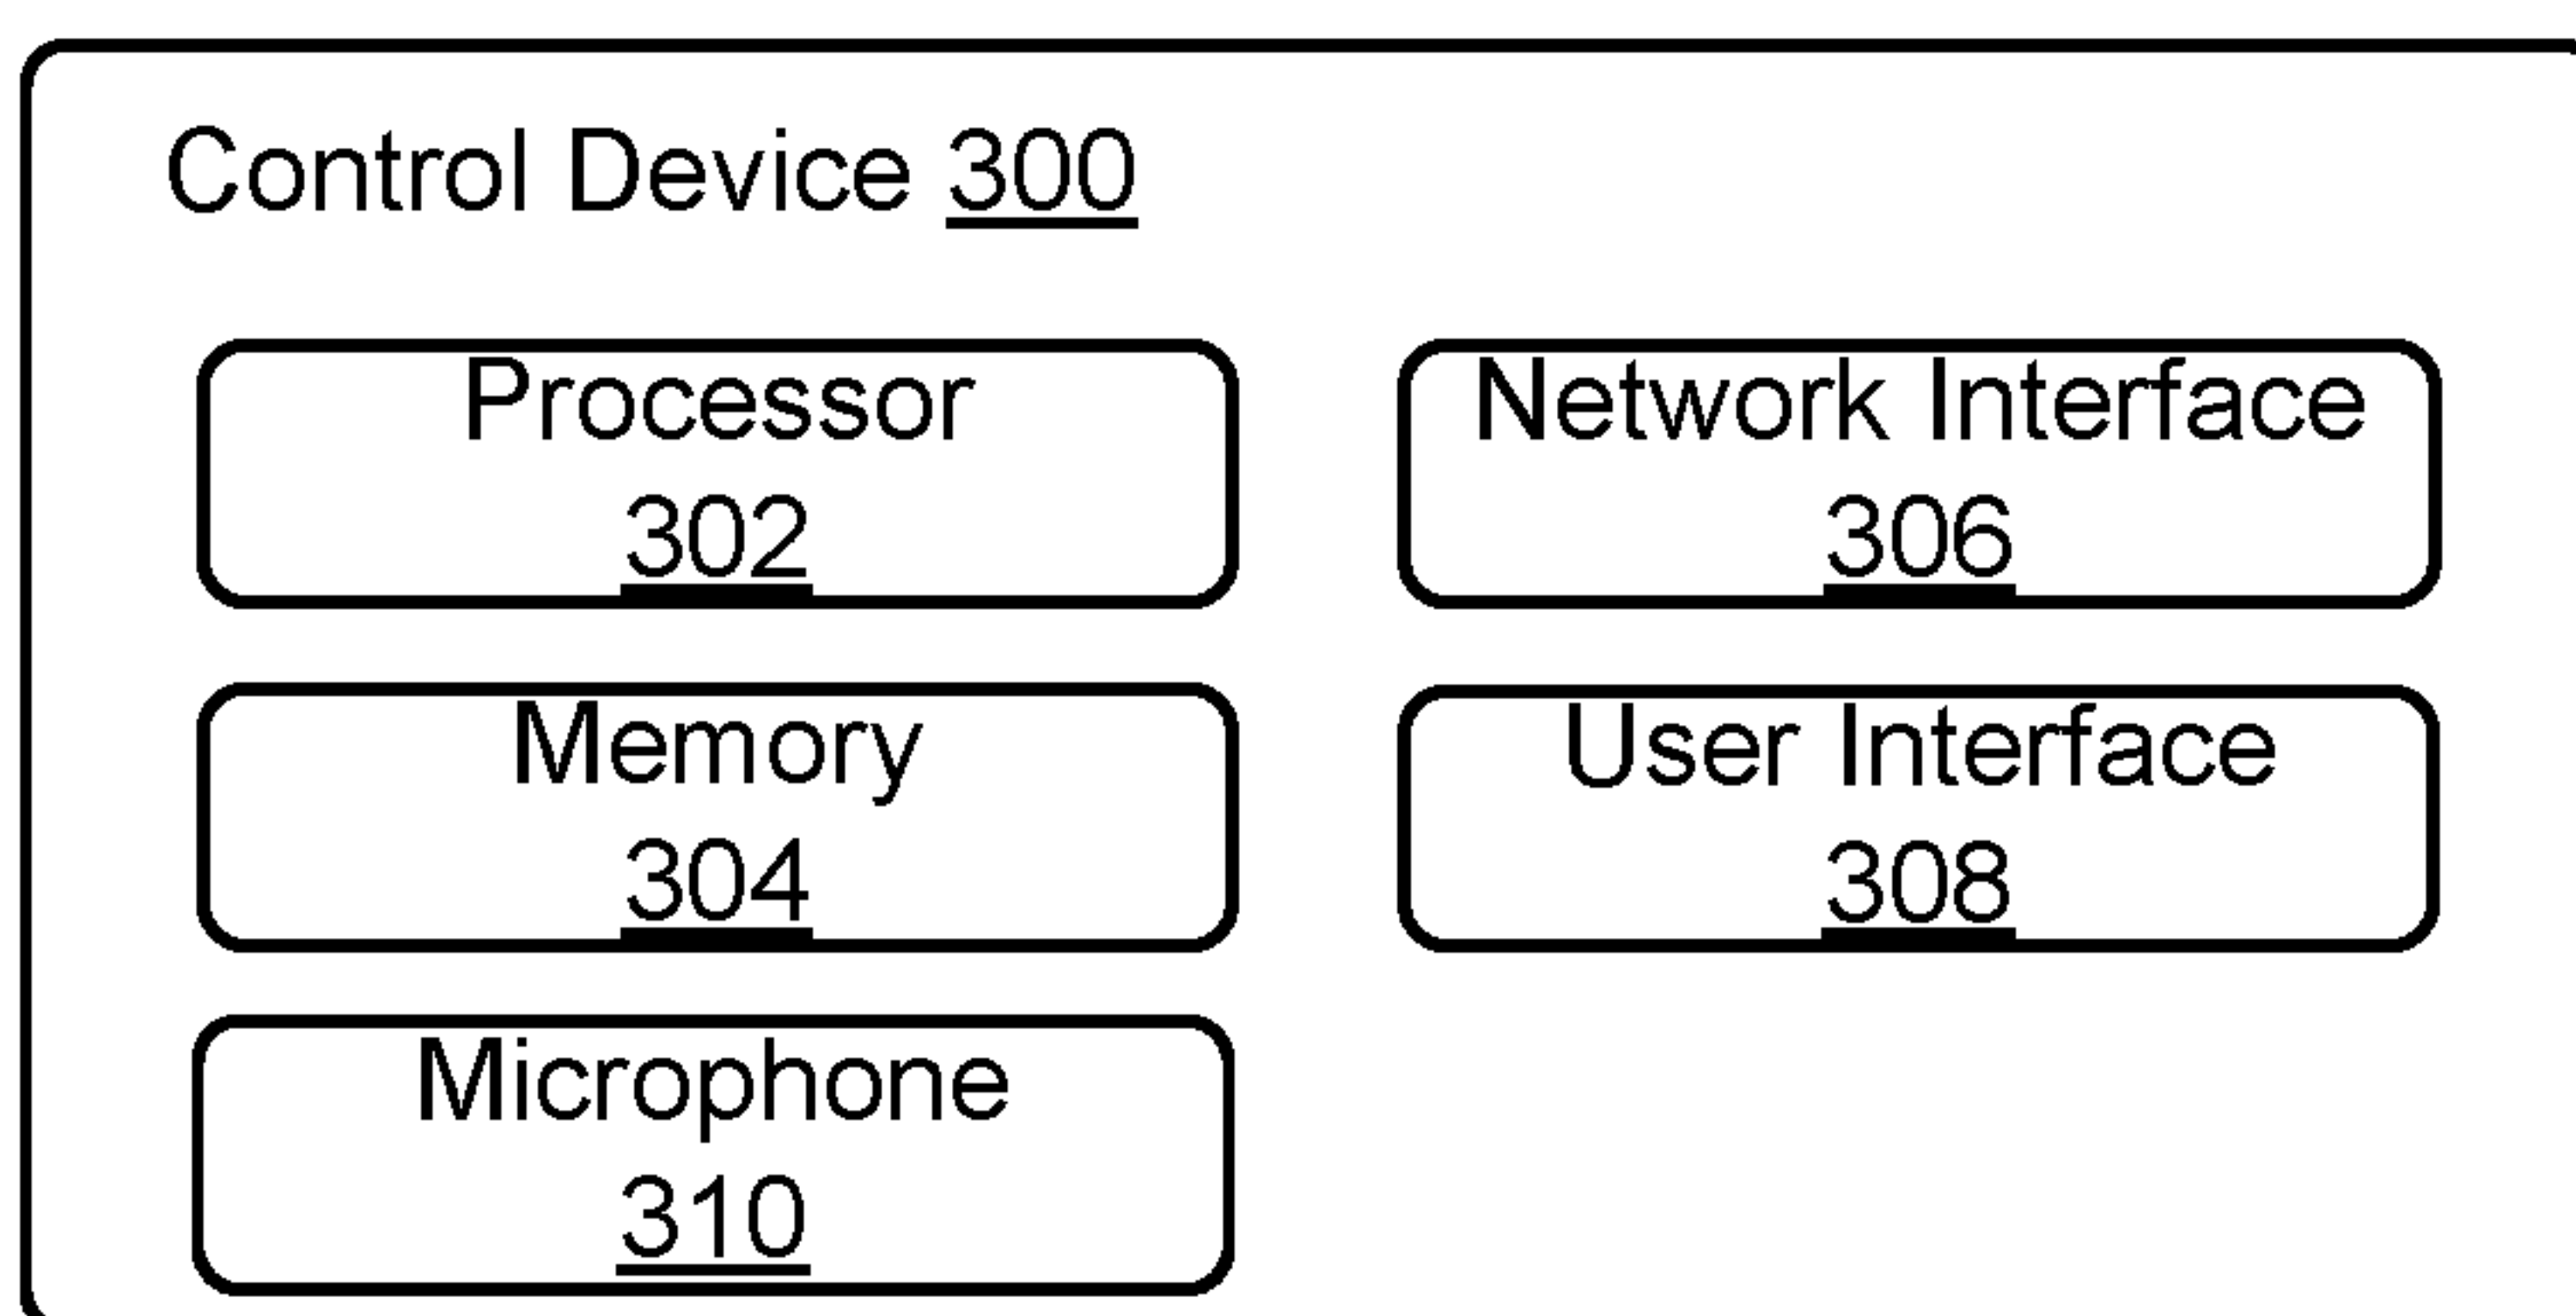 Control Device 300
Processor
302
Network Interface
306
Memory
304
User Interface
308
Microphone
310